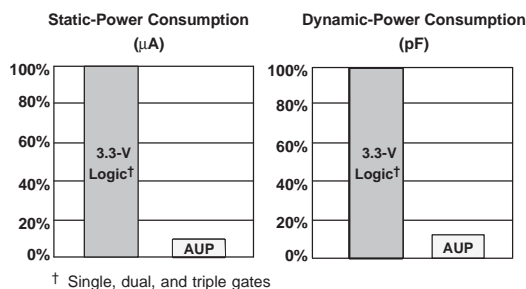 Static-Power Consumption
(μA)
100%
80%
60%
40%
20%
0%
3.3-V
Logic†
AUP
Dynamic-Power Consumption
(pF)
100%
80%
60%
40%
20%
0%
3.3-V
Logic†
AUP
† Single, dual, and triple gates